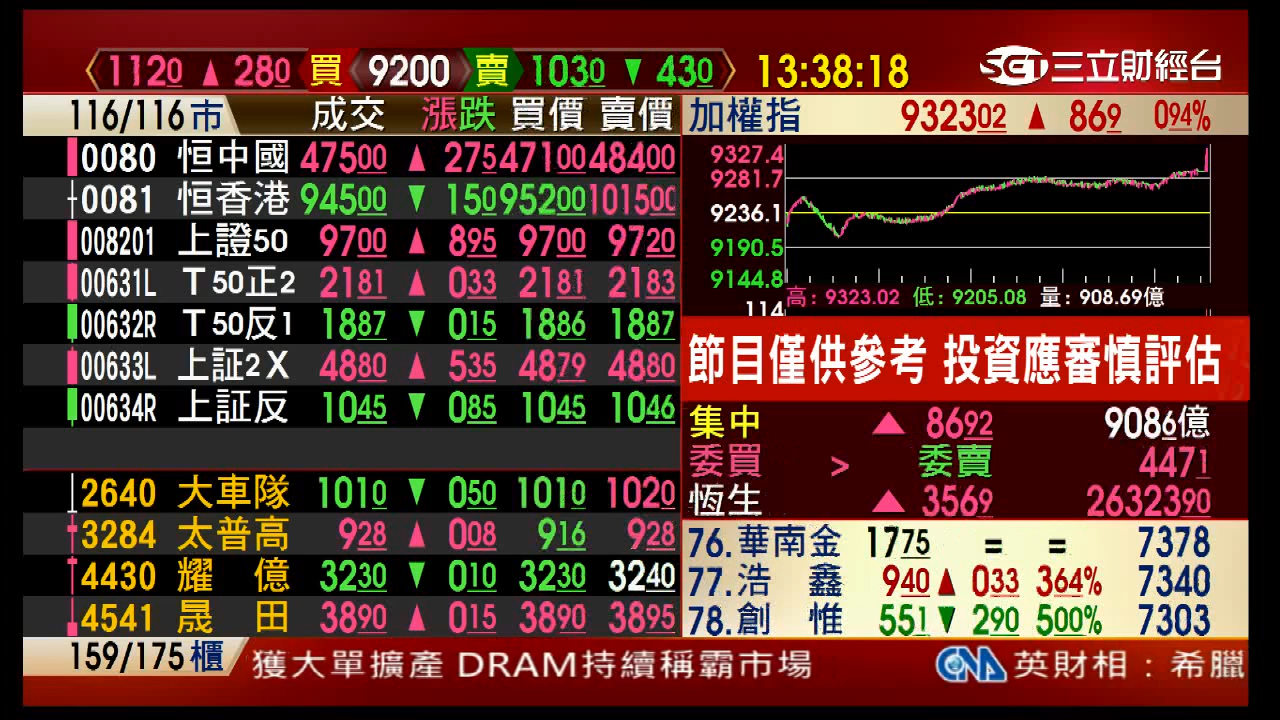 1120 ▲ 280 買 9200 賣 1030 ▼ 430 13:38:18 三立財經台
116/116市 成交 漲跌 買價 賣價
0080 恒中國 47500 ▲ 275 47100 48400
0081 恒香港 94500 ▼ 150 95200 101500
008201 上證50 9700 ▲ 895 9700 9720
00631L T50正2 2181 ▲ 033 2181 2183
00632R T50反1 1887 ▼ 015 1886 1887
00633L 上証2X 4880 ▲ 535 4879 4880
00634R 上証反 1045 ▼ 085 1045 1046
2640 大車隊 1010 ▼ 050 1010 1020
3284 太普高 928 ▲ 008 916 928
4430 耀億 3230 ▼ 010 3230 3240
4541 晟田 3890 ▲ 015 3890 3895
159/175櫃
加權指 932302 ▲ 869 094%
9327.4
9281.7
9236.1
9190.5
9144.8
高: 9323.02 低: 9205.08 量: 908.69億
114
節目僅供參考 投資應審慎評估
集中 ▲ 8692 9086億
委買 > 委賣 4471
恆生 ▲ 3569 2632390
76.華南金 1775 = = 7378
77.浩鑫 940 ▲ 033 364% 7340
78.創惟 551 ▼ 290 500% 7303
獲大單擴產 DRAM持續稱霸市場 CNA 英財相：希臘